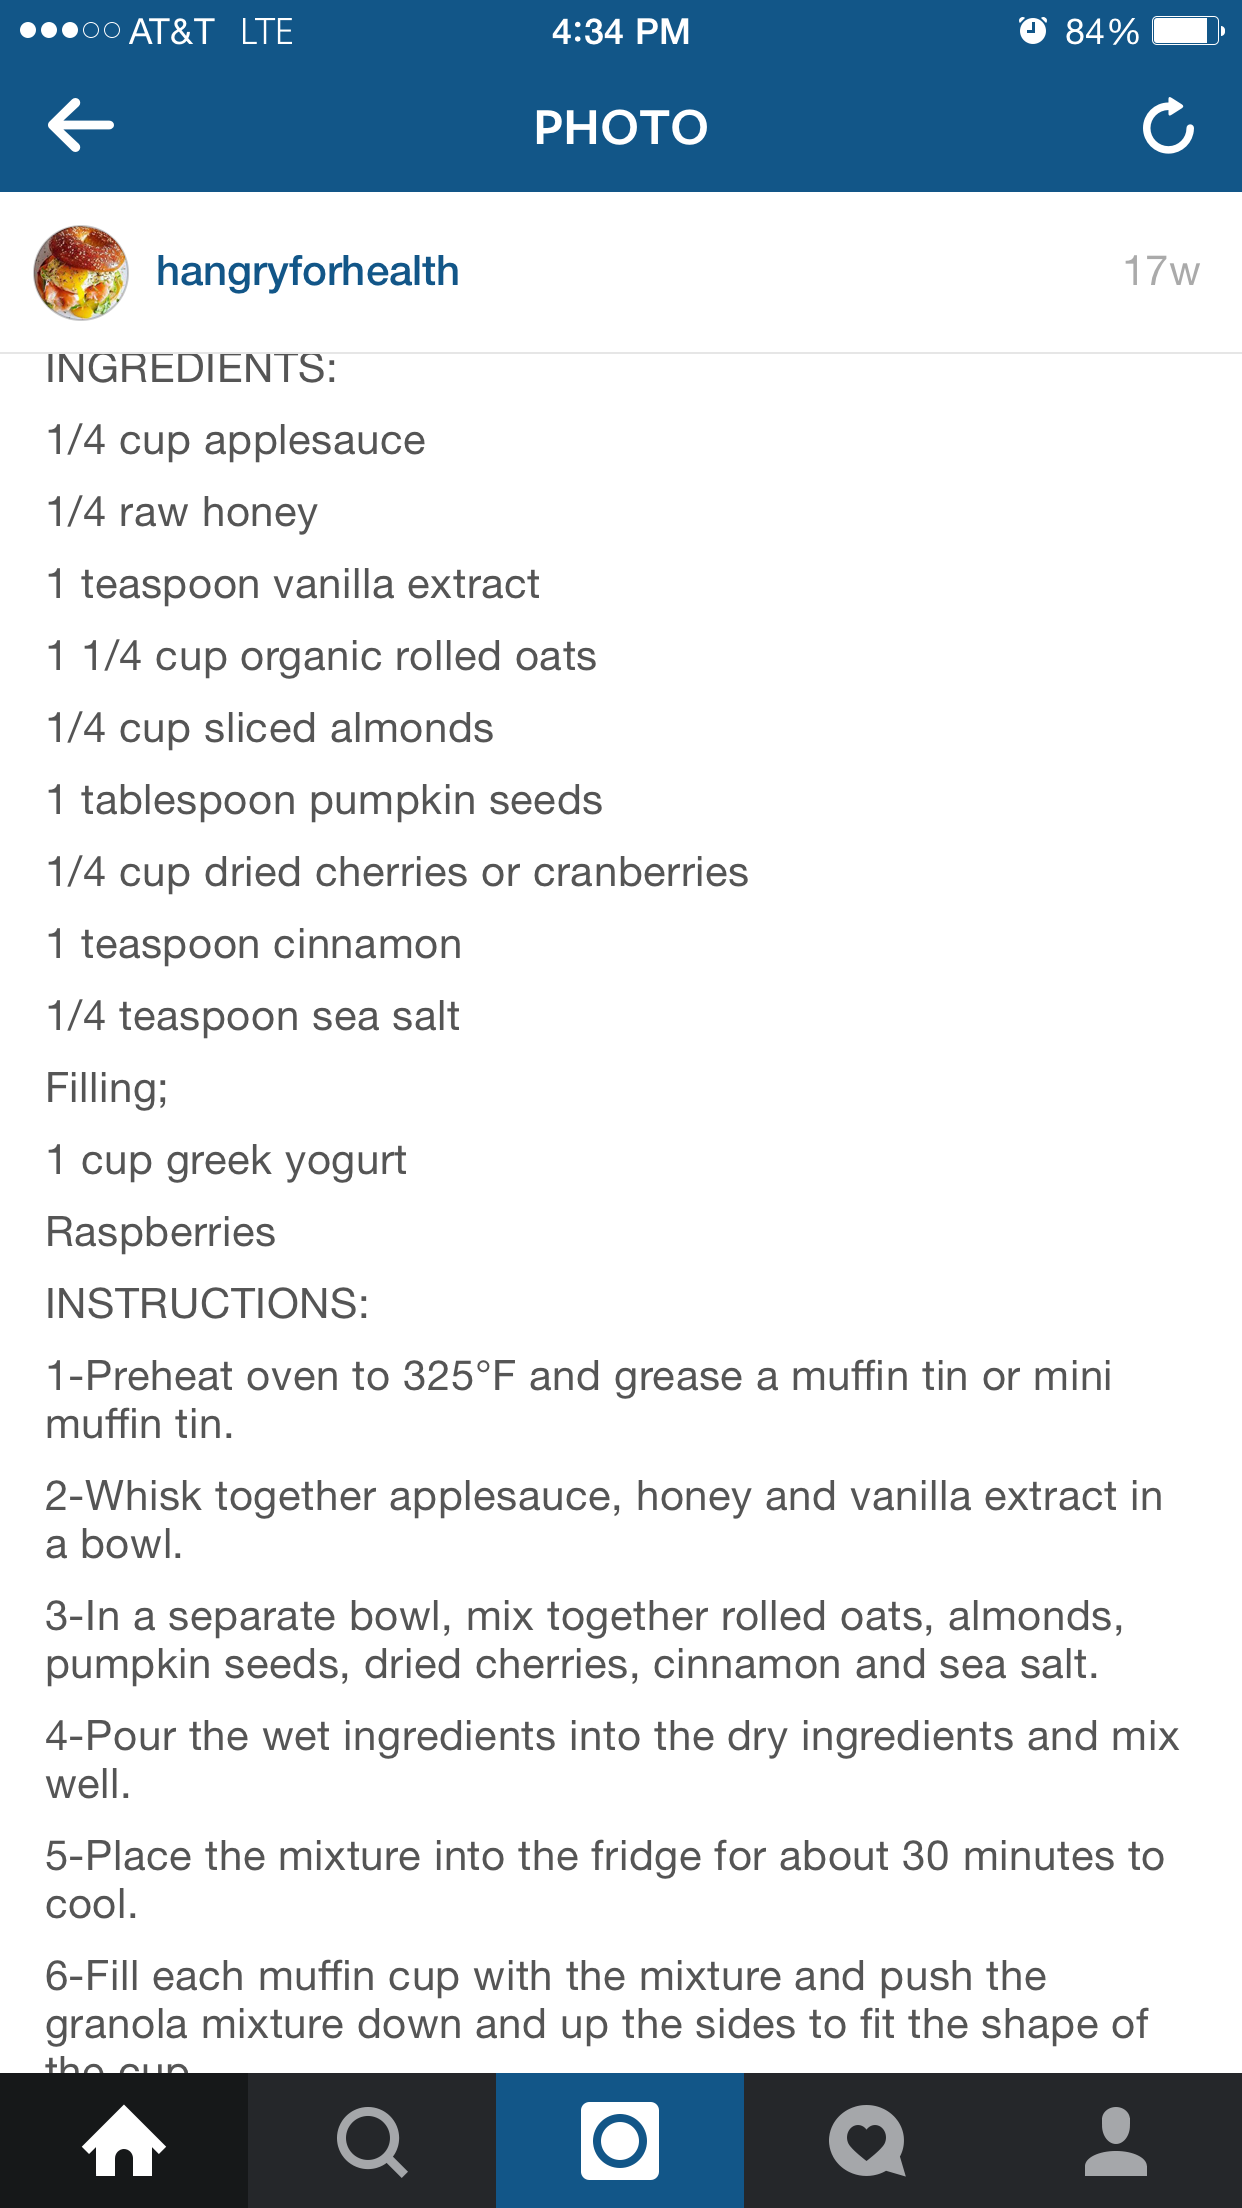 AT&T LTE 4:34 PM 84%
PHOTO
hangryforhealth 17w
INGREDIENTS:
1/4 cup applesauce
1/4 raw honey
1 teaspoon vanilla extract
1 1/4 cup organic rolled oats
1/4 cup sliced almonds
1 tablespoon pumpkin seeds
1/4 cup dried cherries or cranberries
1 teaspoon cinnamon
1/4 teaspoon sea salt
Filling;
1 cup greek yogurt
Raspberries
INSTRUCTIONS:
1-Preheat oven to 325°F and grease a muffin tin or mini
muffin tin.
2-Whisk together applesauce, honey and vanilla extract in
a bowl.
3-In a separate bowl, mix together rolled oats, almonds,
pumpkin seeds, dried cherries, cinnamon and sea salt.
4-Pour the wet ingredients into the dry ingredients and mix
well.
5-Place the mixture into the fridge for about 30 minutes to
cool.
6-Fill each muffin cup with the mixture and push the
granola mixture down and up the sides to fit the shape of
the cup